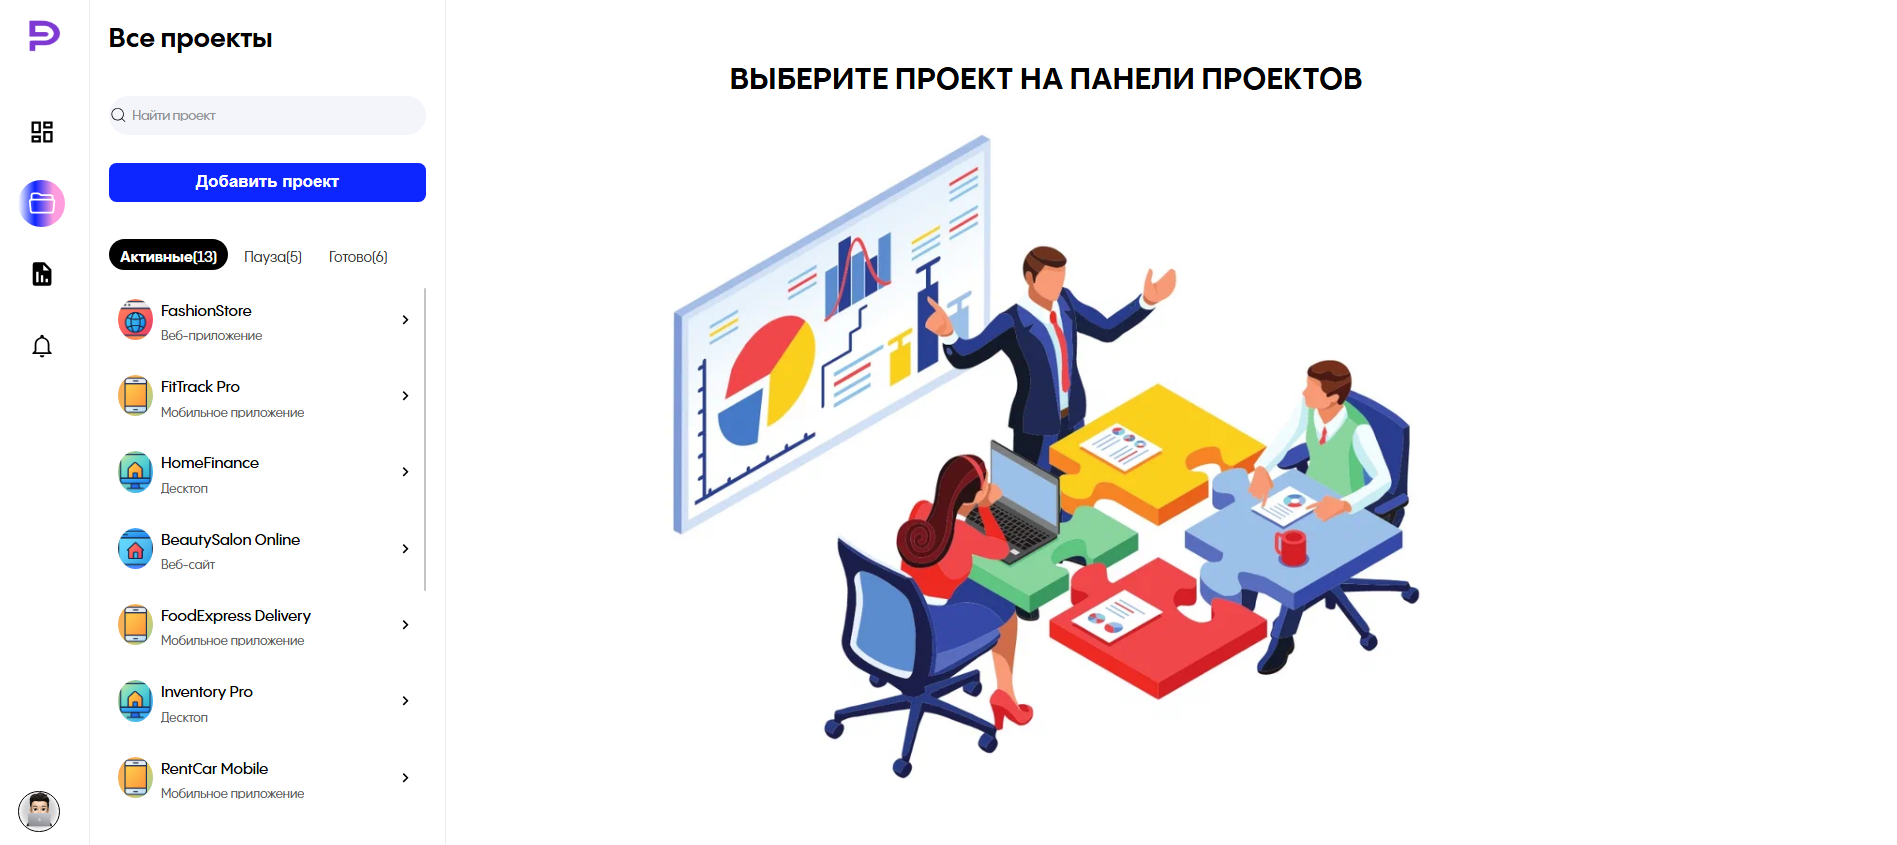 Все проекты
Найти проект
Добавить проект
Активные(13) Пауза(5) Готово(6)
FashionStore
Веб-приложение
FitTrack Pro
Мобильное приложение
HomeFinance
Десктоп
BeautySalon Online
Веб-сайт
FoodExpress Delivery
Мобильное приложение
Inventory Pro
Десктоп
RentCar Mobile
Мобильное приложение
ВЫБЕРИТЕ ПРОЕКТ НА ПАНЕЛИ ПРОЕКТОВ